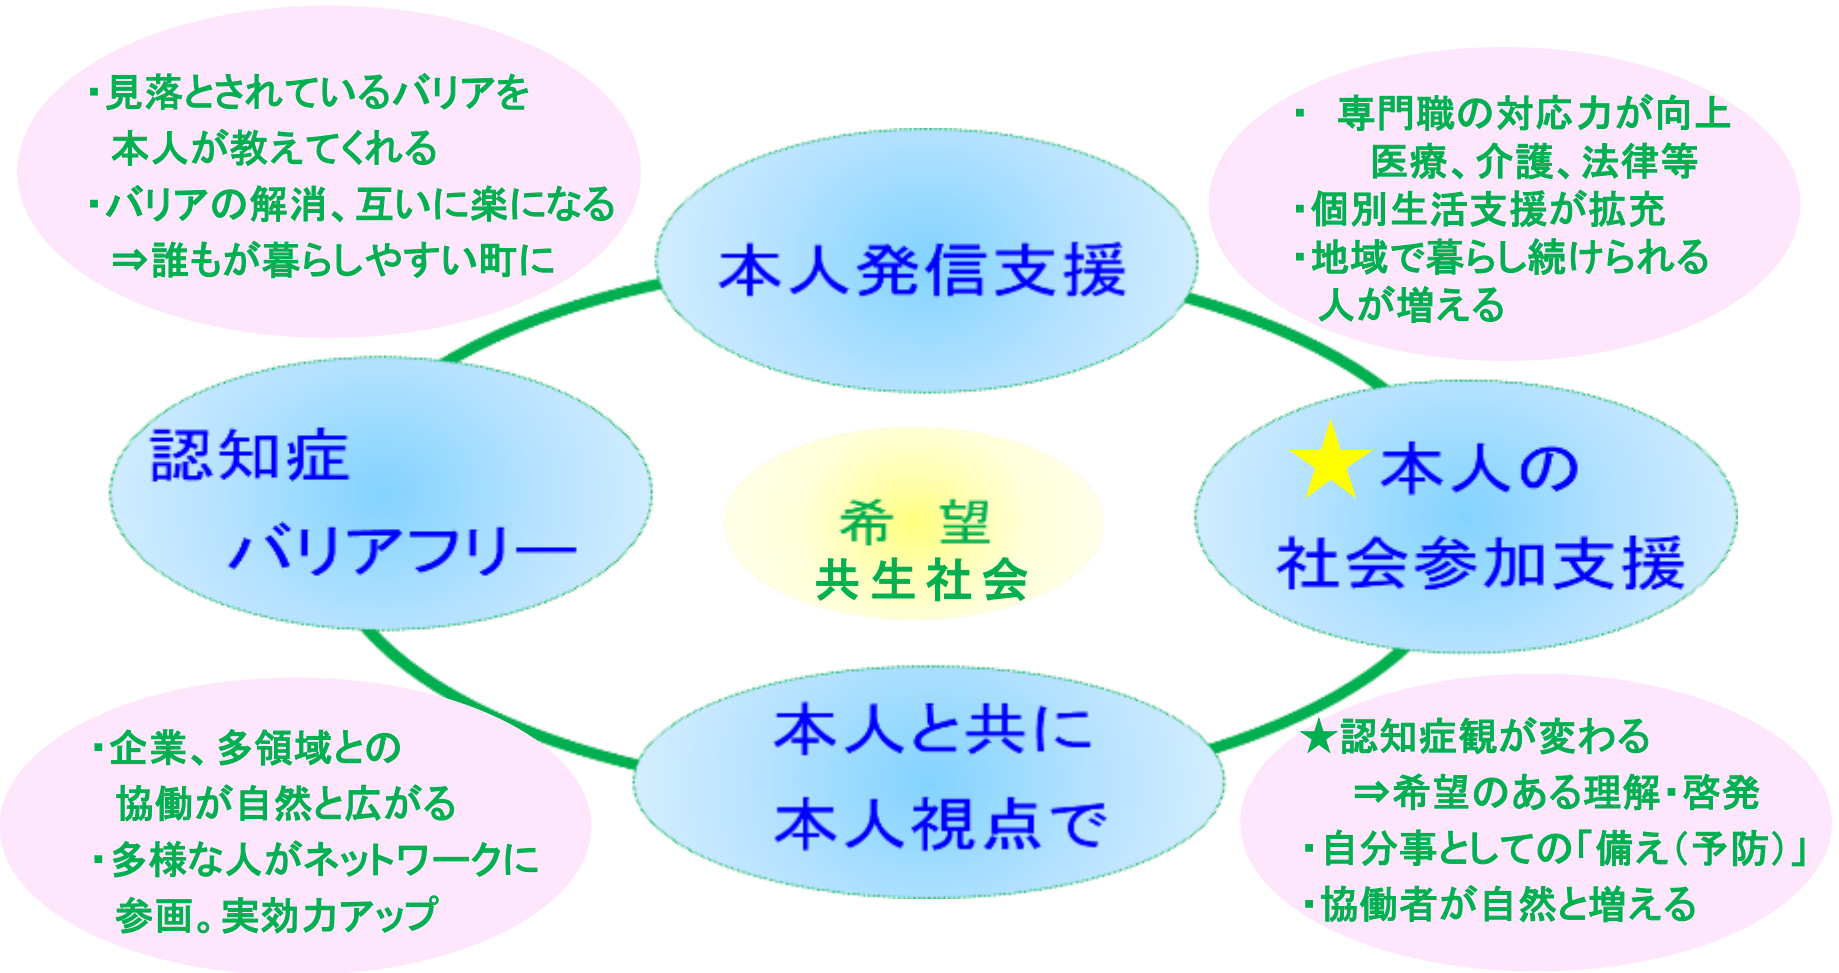 ・見落とされているバリアを
本人が教えてくれる
・バリアの解消、互いに楽になる
⇒誰もが暮らしやすい町に
・　専門職の対応力が向上
医療、介護、法律等
・個別生活支援が拡充
・地域で暮らし続けられる
人が増える
本人発信支援
認知症
バリアフリー
★本人の
社会参加支援
希　望
共生社会
本人と共に
本人視点で
・企業、多領域との
協働が自然と広がる
・多様な人がネットワークに
参画。実効力アップ
★認知症観が変わる
⇒希望のある理解・啓発
・自分事としての「備え（予防）」
・協働者が自然と増える